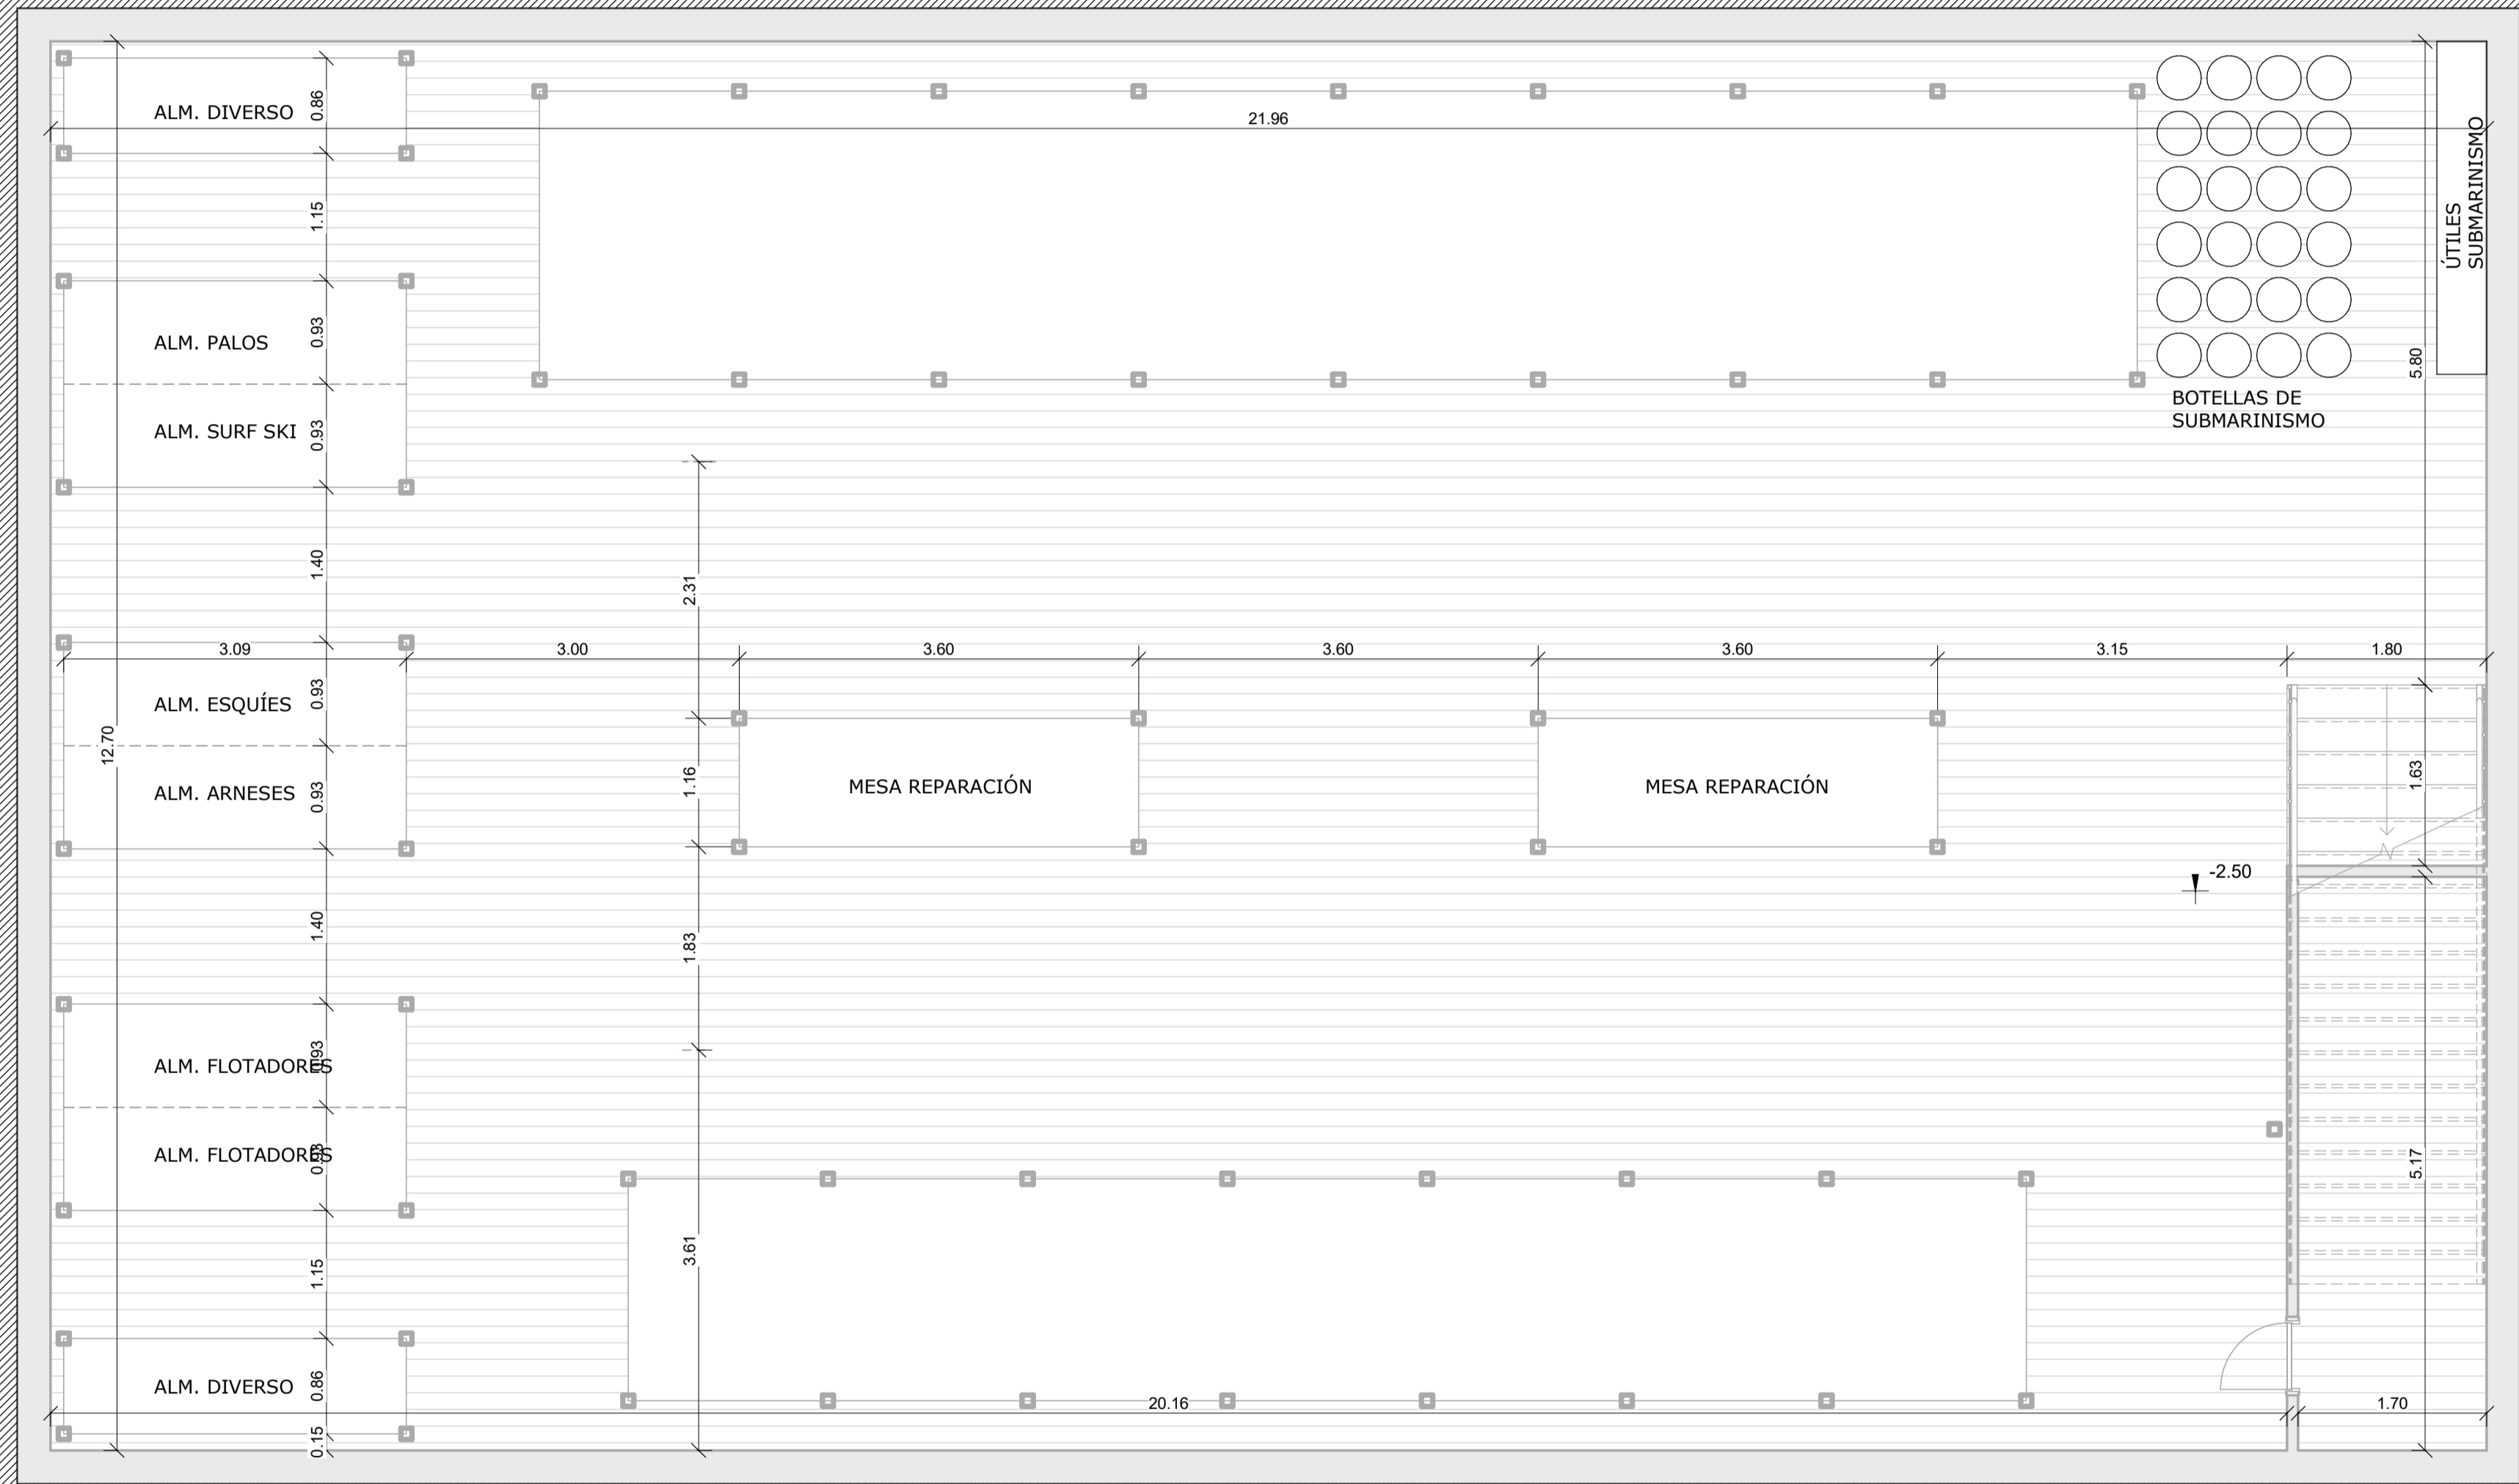 21.96
ALM. DIVERSO
0.86
1.15
ALM. PALOS
0.93
ALM. SURF SKI
0.93
1.40
ÚTILES
SUBMARINISMO
5.80
BOTELLAS DE
SUBMARINISMO
2.31
3.09
3.00
3.60
3.60
3.60
3.15
1.80
ALM. ESQUÍES
0.93
12.70
ALM. ARNESES
0.93
1.16
MESA REPARACIÓN
MESA REPARACIÓN
1.63
-2.50
1.40
1.83
ALM. FLOTADORES
0.93
ALM. FLOTADORES
0.93
5.17
1.15
3.61
ALM. DIVERSO
0.86
20.16
1.70
0.15